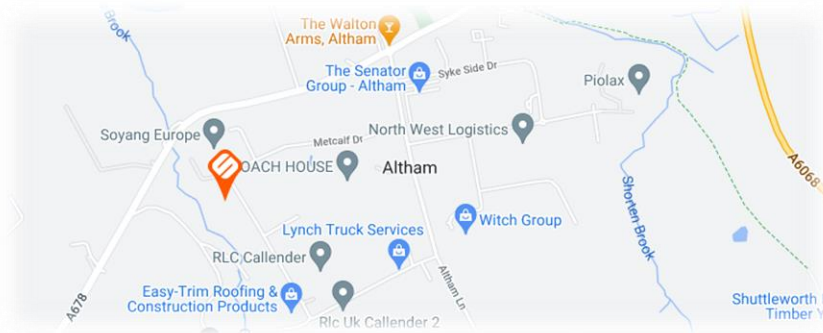 Brook
The Walton
Arms, Altham
The Senator
Group - Altham
Syke Side Dr
Piolax
Soyang Europe
Metcalf Dr
North West Logistics
A6068
OACH HOUSE
Altham
Shorten Brook
Witch Group
Lynch Truck Services
RLC Callender
Altham Ln
Easy-Trim Roofing &
Construction Products
A678
Rlc Uk Callender 2
Shuttleworth
Timber Y